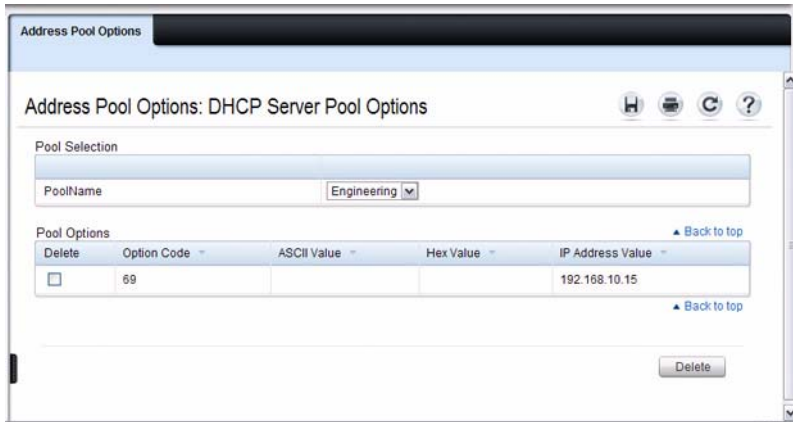 Address Pool Options
Address Pool Options: DHCP Server Pool Options
Pool Selection
PoolName Engineering
Pool Options ▲ Back to top
Delete Option Code ASCII Value Hex Value IP Address Value
69 192.168.10.15
▲ Back to top
Delete